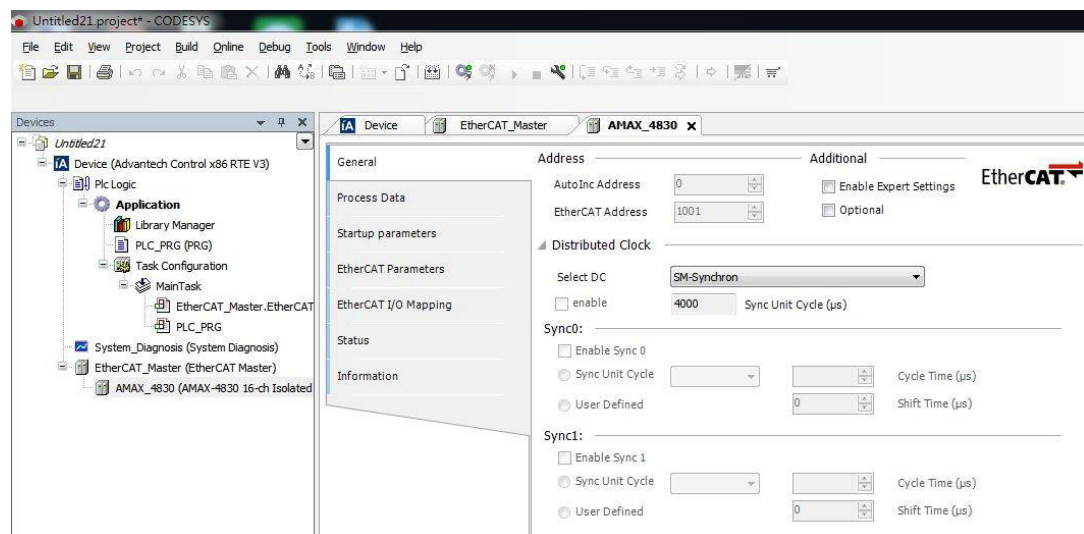 Untitled21.project* - CODESYS
File Edit View Project Build Online Debug Tools Window Help
Devices
Device EtherCAT_Master AMAX_4830
Untitled21
Device (Advantech Control x86 RTE V3)
Plc Logic
Application
Library Manager
PLC_PRG (PRG)
Task Configuration
MainTask
EtherCAT_Master.EtherCAT
PLC_PRG
System_Diagnosis (System Diagnosis)
EtherCAT_Master (EtherCAT Master)
AMAX_4830 (AMAX-4830 16-ch Isolated
General
Process Data
Startup parameters
EtherCAT Parameters
EtherCAT I/O Mapping
Status
Information
Address Additional
EtherCAT.
AutoInc Address 0 Enable Expert Settings
EtherCAT Address 1001 Optional
Distributed Clock
Select DC SM-Synchron
enable 4000 Sync Unit Cycle (µs)
Sync0:
Enable Sync 0
Sync Unit Cycle Cycle Time (µs)
User Defined 0 Shift Time (µs)
Sync1:
Enable Sync 1
Sync Unit Cycle Cycle Time (µs)
User Defined 0 Shift Time (µs)